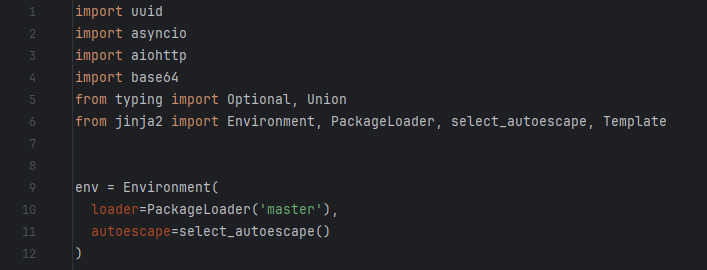 1 import uuid
2 import asyncio
3 import aiohttp
4 import base64
5 from typing import Optional, Union
6 from jinja2 import Environment, PackageLoader, select_autoescape, Template
7
8
9 env = Environment(
10   loader=PackageLoader('master'),
11   autoescape=select_autoescape()
12 )